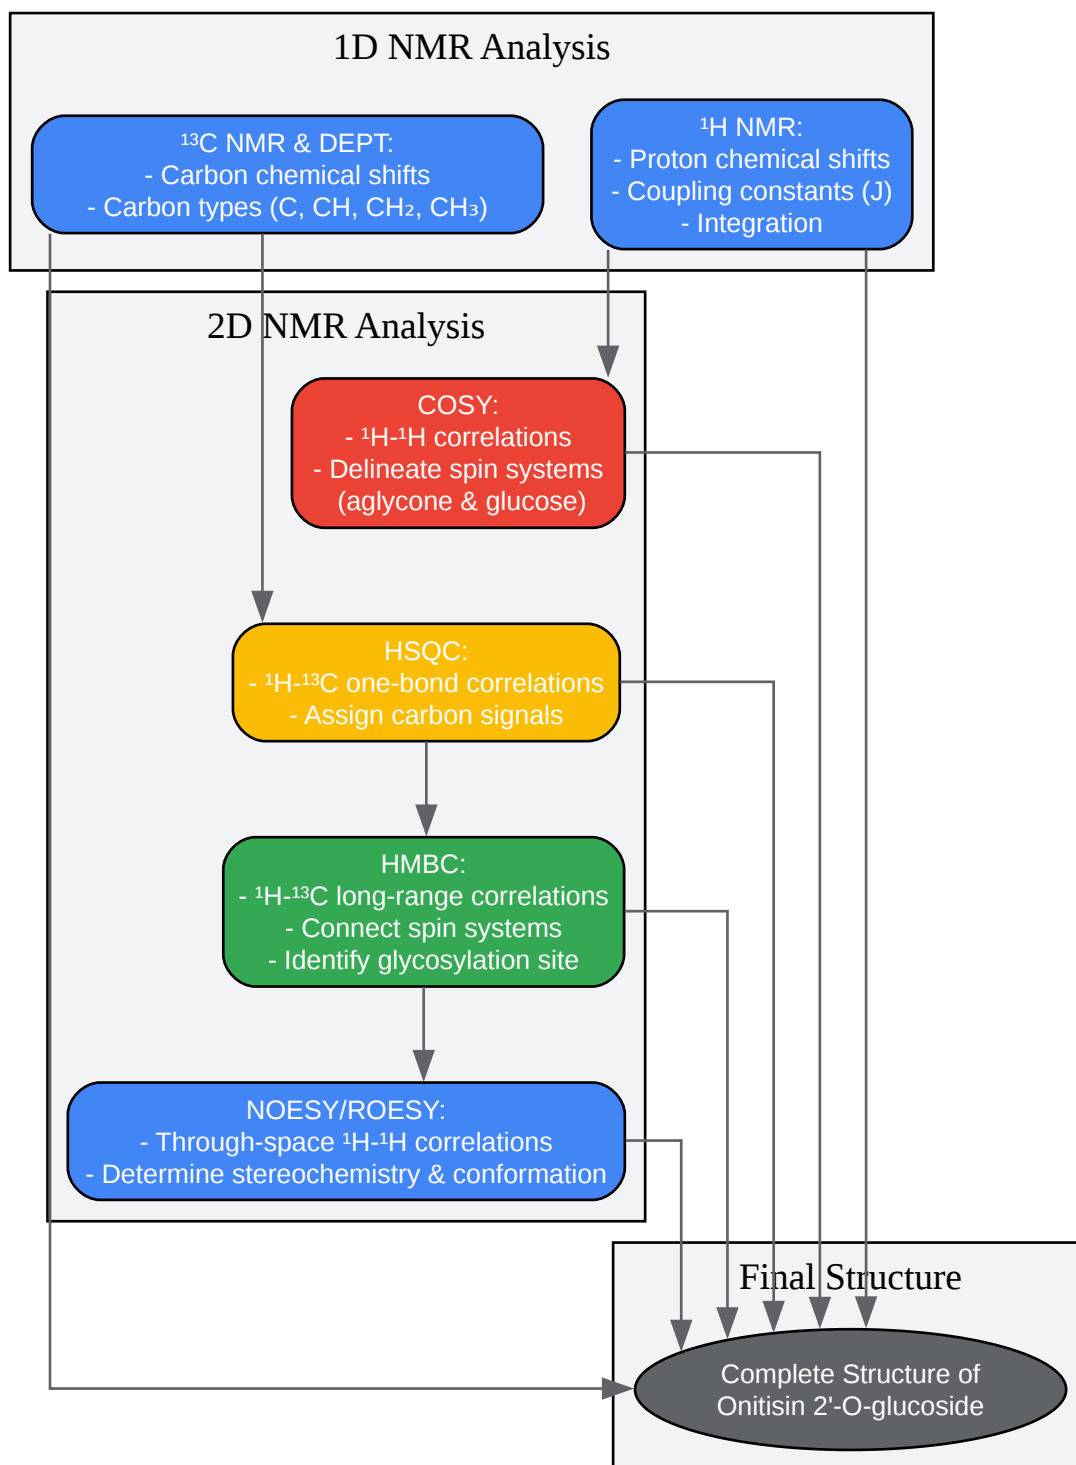 1D NMR Analysis
¹³C NMR & DEPT:
- Carbon chemical shifts
- Carbon types (C, CH, CH₂, CH₃)
¹H NMR:
- Proton chemical shifts
- Coupling constants (J)
- Integration
2D NMR Analysis
COSY:
- ¹H-¹H correlations
- Delineate spin systems
(aglycone & glucose)
HSQC:
- ¹H-¹³C one-bond correlations
- Assign carbon signals
HMBC:
- ¹H-¹³C long-range correlations
- Connect spin systems
- Identify glycosylation site
NOESY/ROESY:
- Through-space ¹H-¹H correlations
- Determine stereochemistry & conformation
Final Structure
Complete Structure of
Onitisin 2'-O-glucoside